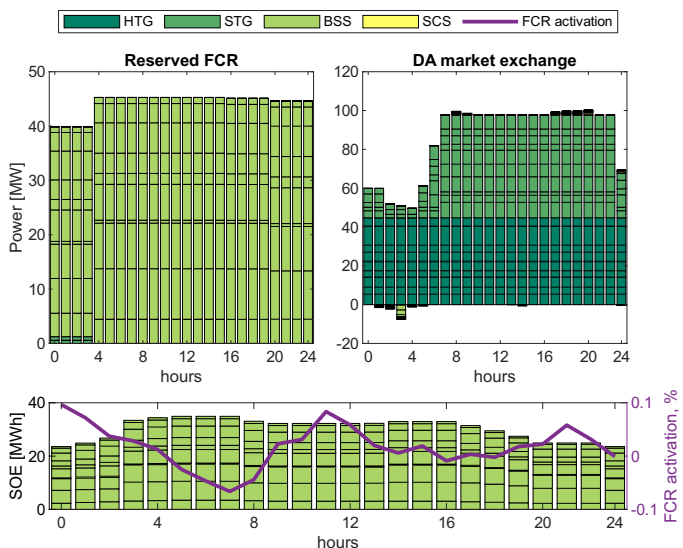 HTG STG BSS SCS FCR activation
Reserved FCR
DA market exchange
Power [MW]
50
40
30
20
10
0
0 4 8 12 16 20 24
hours
120
100
80
60
40
20
0
-20
0 4 8 12 16 20 24
hours
SOE [MWh]
40
20
0
0.1
0
-0.1
FCR activation, %
0 4 8 12 16 20 24
hours